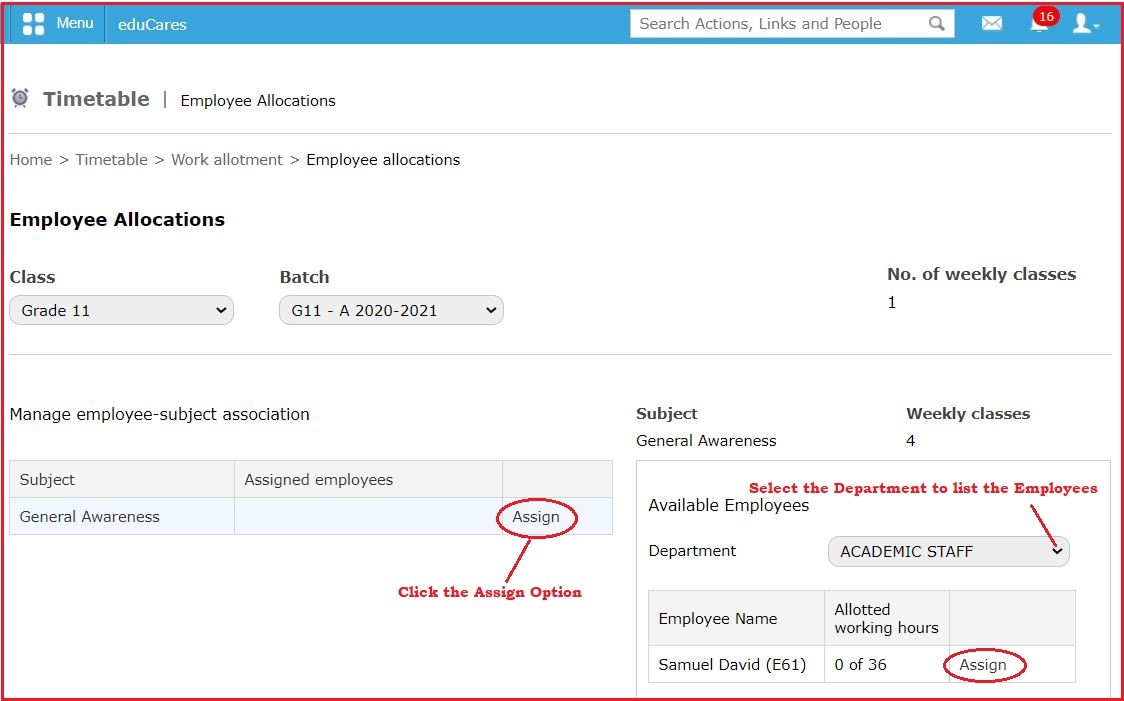 Menu eduCares Search Actions, Links and People 16
Timetable | Employee Allocations
Home > Timetable > Work allotment > Employee allocations
Employee Allocations
Class Batch No. of weekly classes
Grade 11 G11 - A 2020-2021 1
Manage employee-subject association
Subject Assigned employees
General Awareness Assign
Click the Assign Option
Subject Weekly classes
General Awareness 4
Select the Department to list the Employees
Available Employees
Department ACADEMIC STAFF
Employee Name Allotted
working hours
Samuel David (E61) 0 of 36 Assign